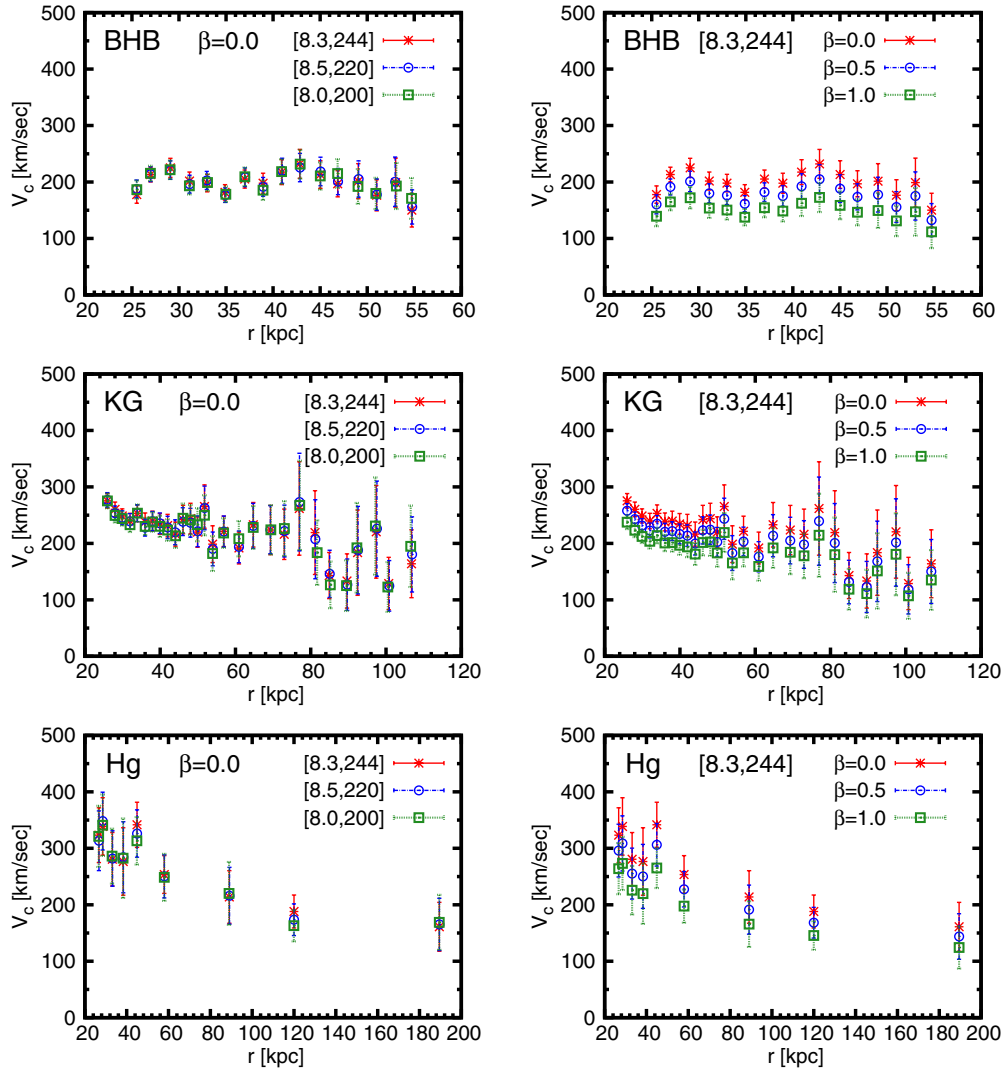 500
400
300
200
100
0
V_c [km/sec]
BHB β=0.0
[8.3,244]
[8.5,220]
[8.0,200]
20 25 30 35 40 45 50 55 60
r [kpc]
500
400
300
200
100
0
V_c [km/sec]
BHB [8.3,244]
β=0.0
β=0.5
β=1.0
20 25 30 35 40 45 50 55 60
r [kpc]
500
400
300
200
100
0
V_c [km/sec]
KG β=0.0
[8.3,244]
[8.5,220]
[8.0,200]
20 40 60 80 100 120
r [kpc]
500
400
300
200
100
0
V_c [km/sec]
KG [8.3,244]
β=0.0
β=0.5
β=1.0
20 40 60 80 100 120
r [kpc]
500
400
300
200
100
0
V_c [km/sec]
Hg β=0.0
[8.3,244]
[8.5,220]
[8.0,200]
20 40 60 80 100 120 140 160 180 200
r [kpc]
500
400
300
200
100
0
V_c [km/sec]
Hg [8.3,244]
β=0.0
β=0.5
β=1.0
20 40 60 80 100 120 140 160 180 200
r [kpc]